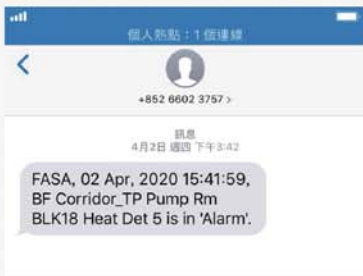 個人熱點：1 個連線
+852 6602 3757 >
訊息
4月2日 週四 下午3:42
FASA, 02 Apr, 2020 15:41:59,
BF Corridor_TP Pump Rm
BLK18 Heat Det 5 is in 'Alarm'.